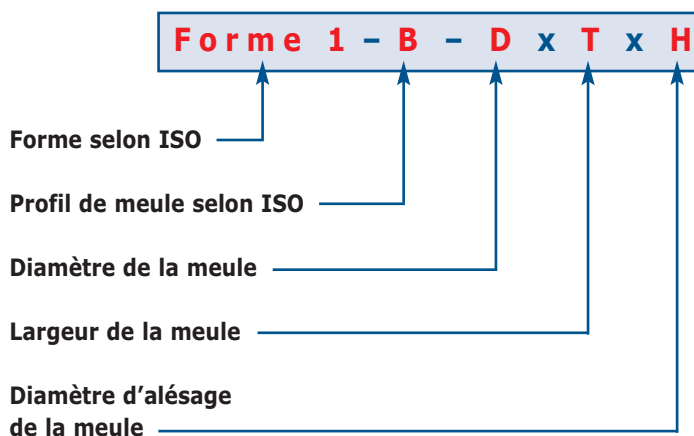 Forme 1 – B – D x T x H
Forme selon ISO
Profil de meule selon ISO
Diamètre de la meule
Largeur de la meule
Diamètre d’alésage
de la meule